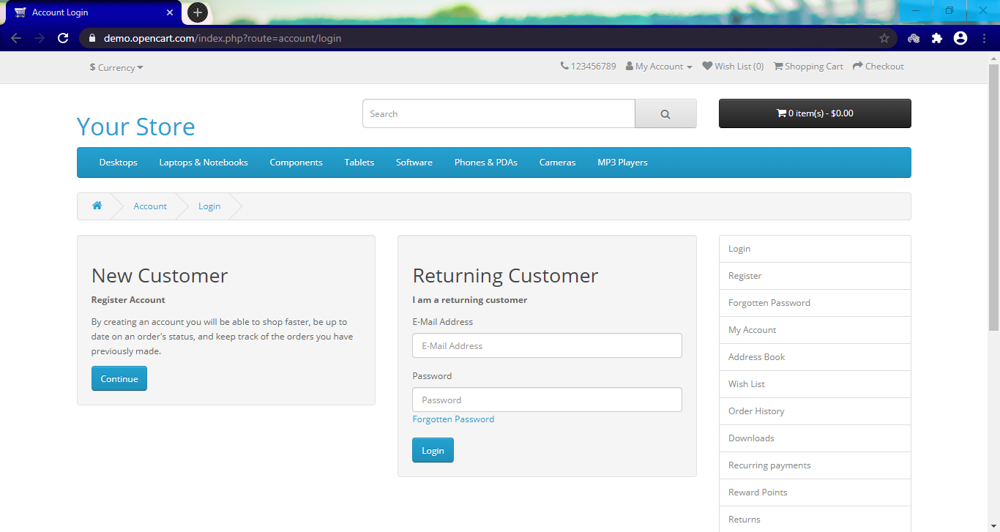 Account Login
demo.opencart.com/index.php?route=account/login
$ Currency
123456789 My Account Wish List (0) Shopping Cart Checkout
Your Store
Search
0 item(s) - $0.00
Desktops Laptops & Notebooks Components Tablets Software Phones & PDAs Cameras MP3 Players
Account Login
New Customer
Register Account
By creating an account you will be able to shop faster, be up to
date on an order's status, and keep track of the orders you have
previously made.
Continue
Returning Customer
I am a returning customer
E-Mail Address
E-Mail Address
Password
Password
Forgotten Password
Login
Login
Register
Forgotten Password
My Account
Address Book
Wish List
Order History
Downloads
Recurring payments
Reward Points
Returns